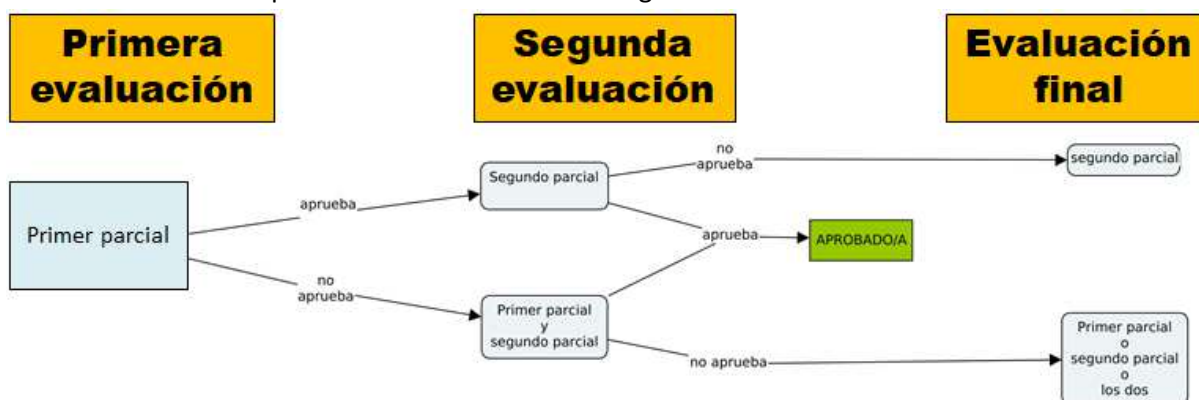 Primera
evaluación
Segunda
evaluación
Evaluación
final
no
aprueba
segundo parcial
Segundo parcial
aprueba
Primer parcial
aprueba
APROBADO/A
no
aprueba
Primer parcial
y
segundo parcial
no aprueba
Primer parcial
o
segundo parcial
o
los dos